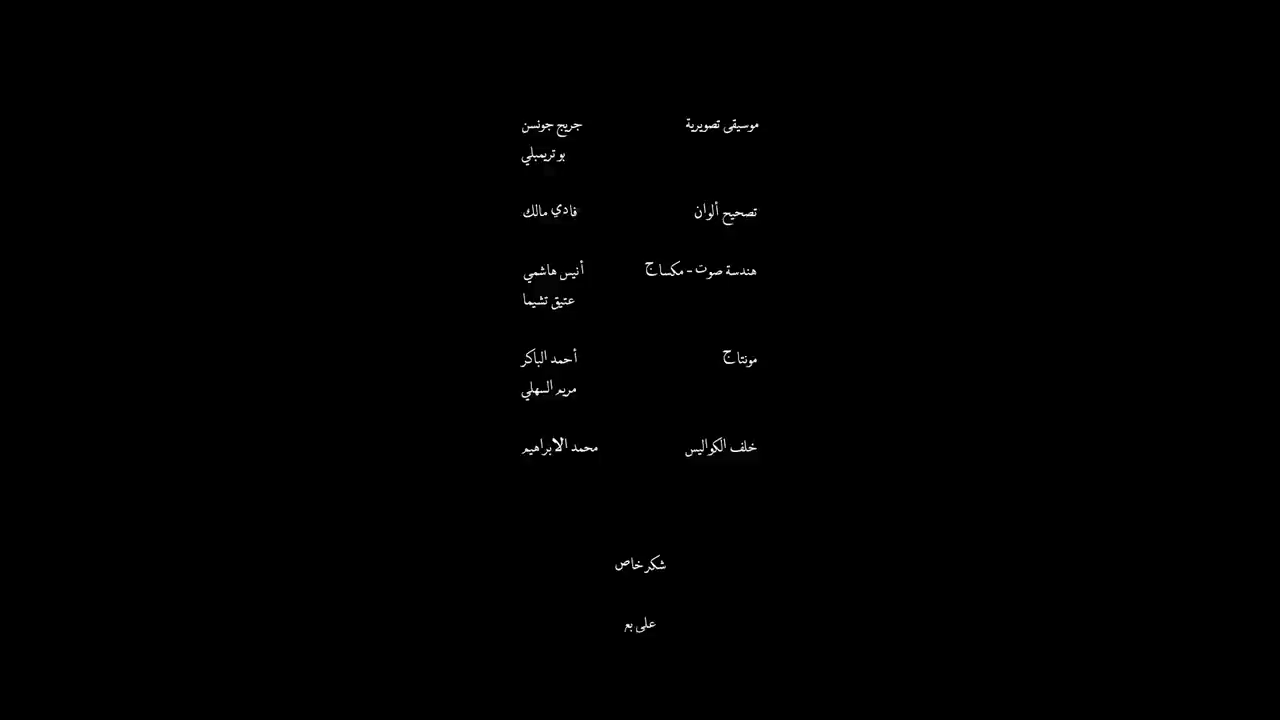 موسيقى تصويرية جريج جونسن
بو تريمبلي
تصحيح ألوان فادي مالك
هندسة صوت - مكساج أنيس هاشمي
عتيق تشيما
مونتاج أحمد الباكر
مريم السهلي
خلف الكواليس محمد الابراهيم
شكر خاص
على بع